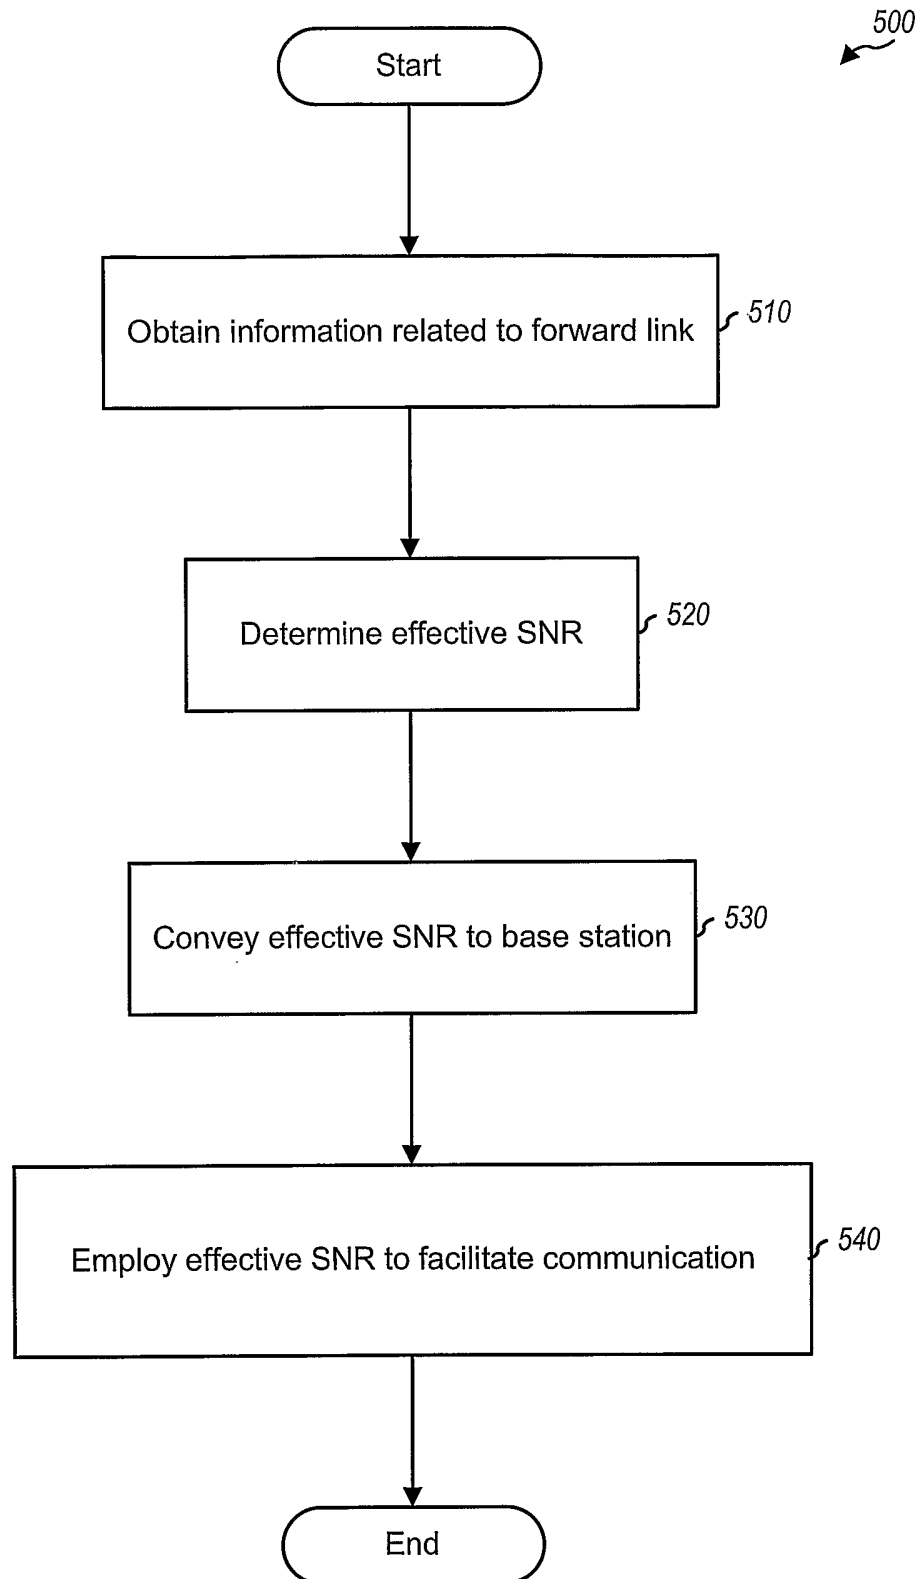 500
Start
Obtain information related to forward link
510
Determine effective SNR
520
Convey effective SNR to base station
530
Employ effective SNR to facilitate communication
540
End